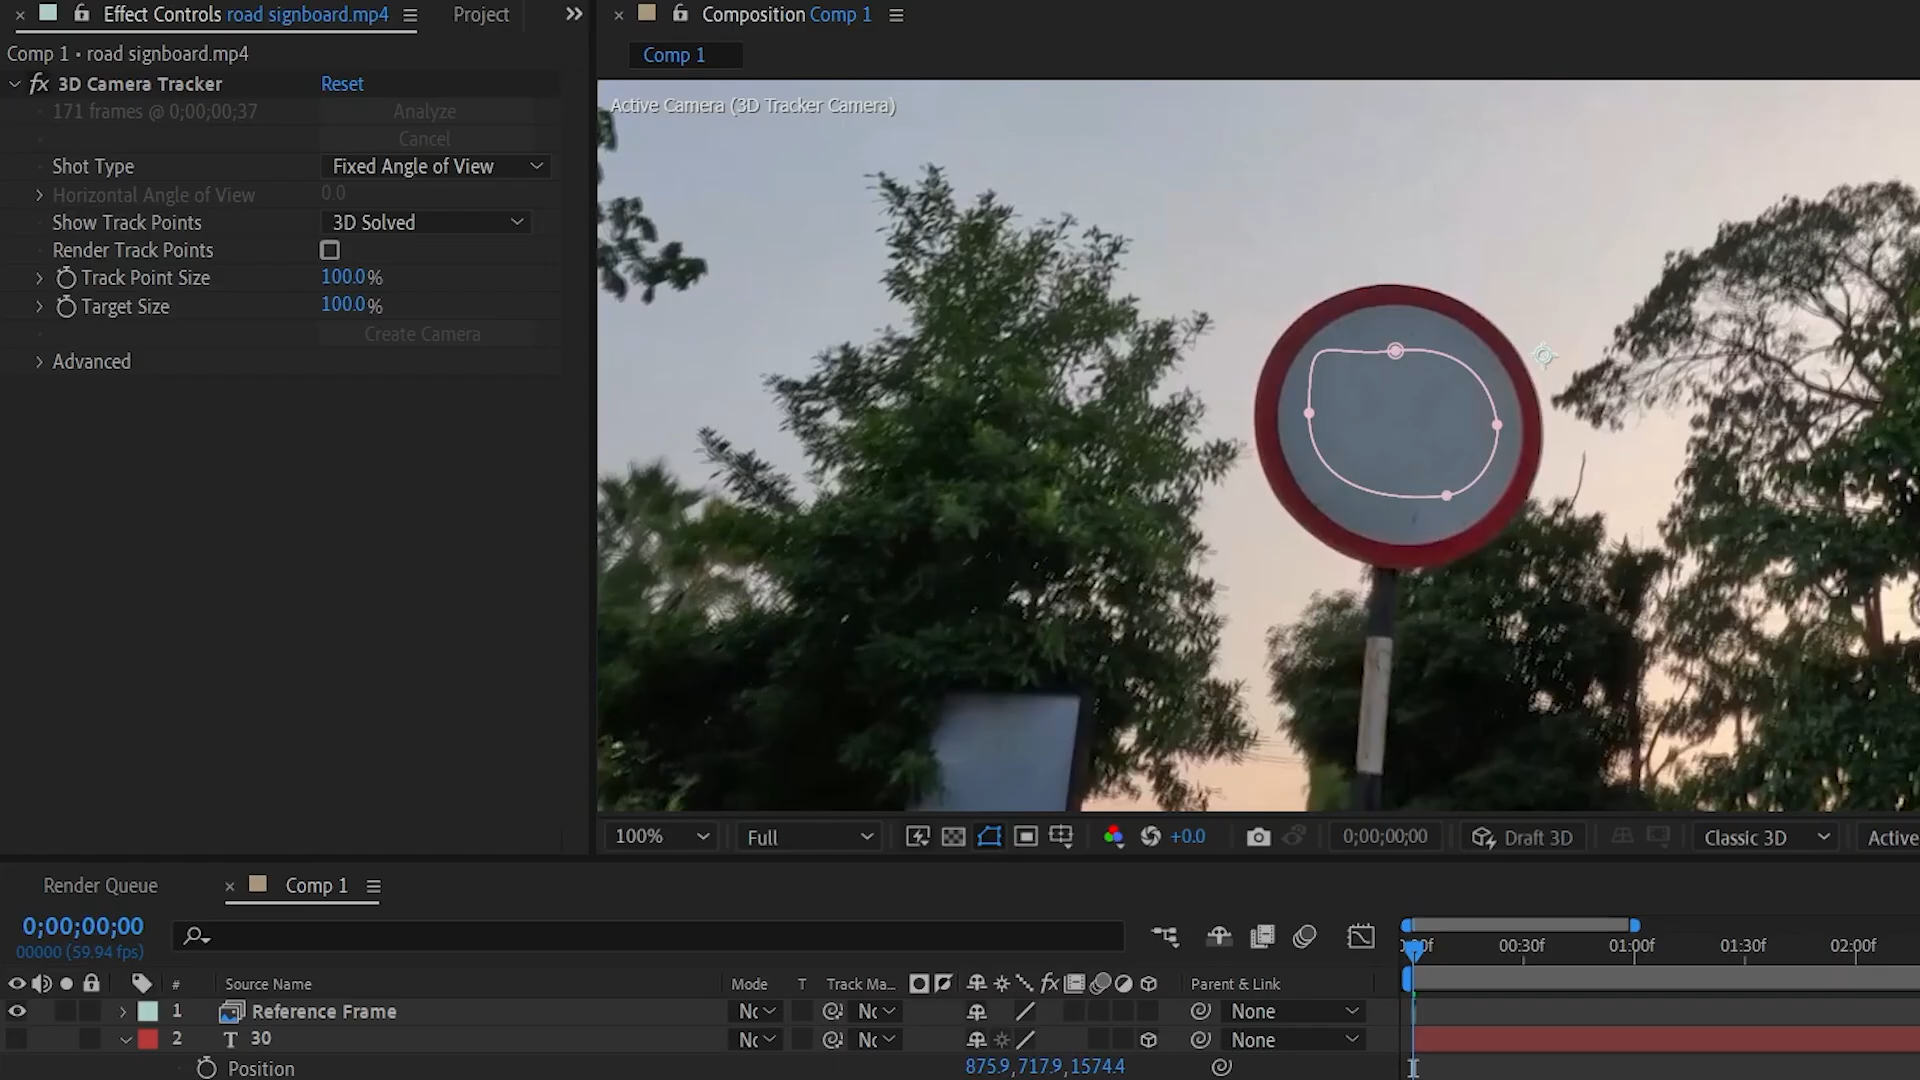 Effect Controls road signboard.mp4
Project
Composition Comp 1
Comp 1 • road signboard.mp4
Comp 1
fx 3D Camera Tracker Reset
171 frames @ 0;00;00;37 Analyze
Cancel
Shot Type Fixed Angle of View
Horizontal Angle of View 0.0
Show Track Points 3D Solved
Render Track Points
Track Point Size 100.0%
Target Size 100.0%
Create Camera
Advanced
Active Camera (3D Tracker Camera)
100% Full +0.0 0;00;00;00 Draft 3D Classic 3D Active
Render Queue Comp 1
0;00;00;00
00000 (59.94 fps)
00:30f 01:00f 01:30f 02:00f
# Source Name Mode T Track Ma... fx Parent & Link
1 Reference Frame None
2 T 30 None
Position 875.9,717.9,1574.4